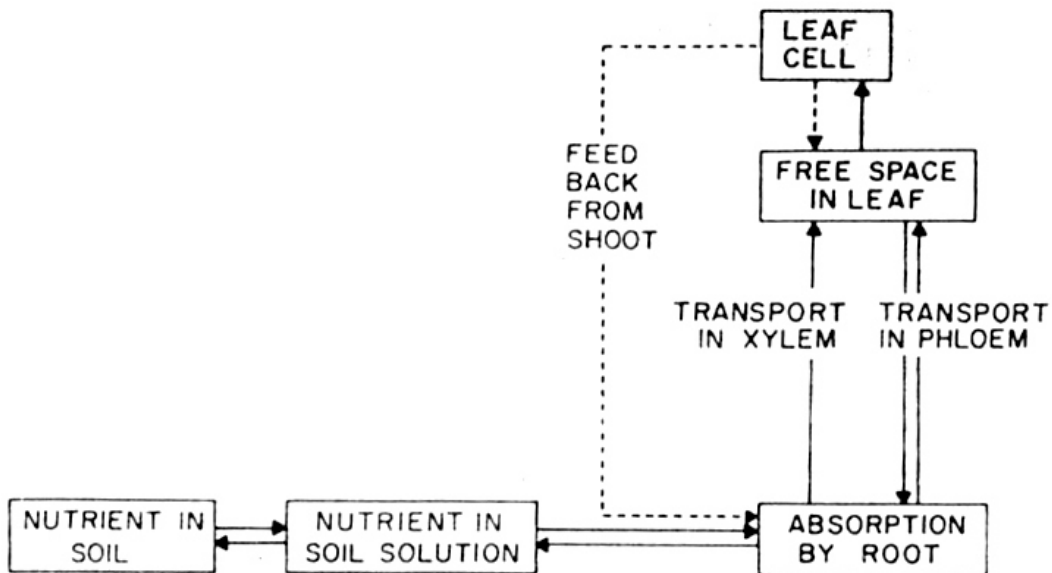 LEAF
CELL
FEED
BACK
FROM
SHOOT
FREE SPACE
IN LEAF
TRANSPORT
IN XYLEM
TRANSPORT
IN PHLOEM
NUTRIENT IN
SOIL
NUTRIENT IN
SOIL SOLUTION
ABSORPTION
BY ROOT